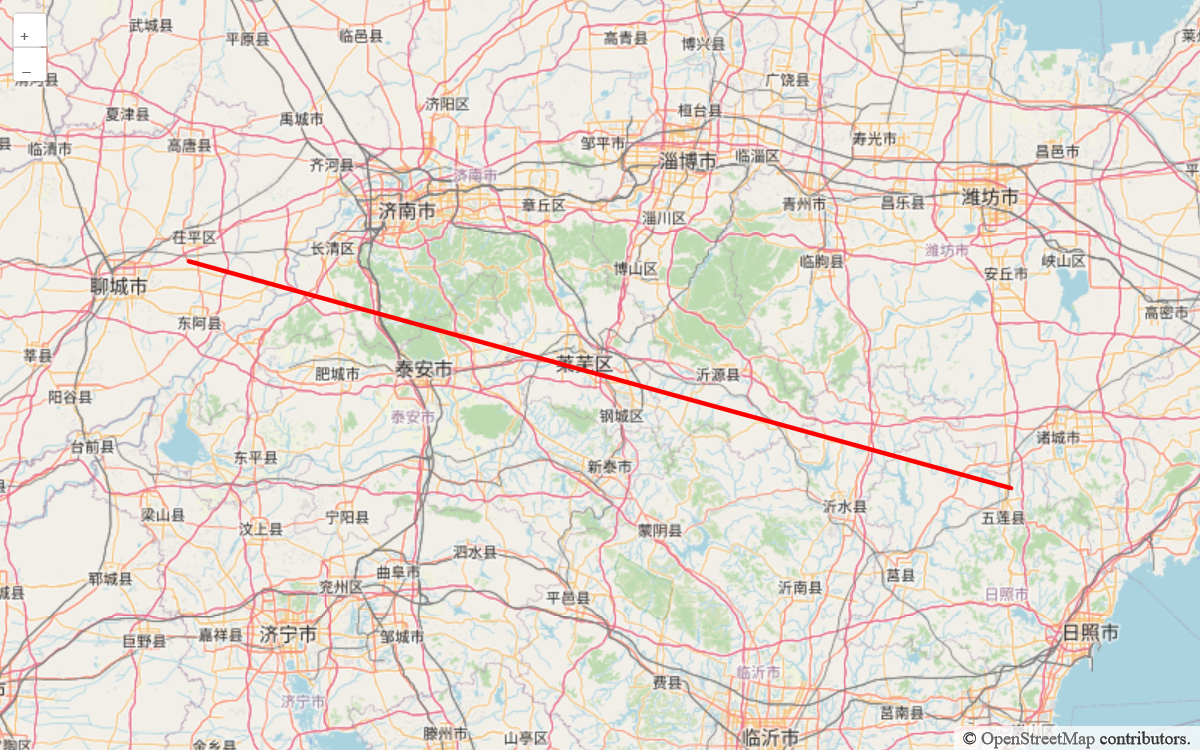 +
–
武城县
平原县
临邑县
高青县
博兴县
广饶县
夏津县
禹城市
济阳区
桓台县
临清市
高唐县
齐河县
邹平市
淄博市
临淄区
寿光市
昌邑市
济南市
济南市
章丘区
淄川区
青州市
昌乐县
潍坊市
茌平区
长清区
博山区
临朐县
潍坊市
安丘市
峡山区
聊城市
东阿县
高密市
莘县
肥城市
泰安市
莱芜区
沂源县
阳谷县
泰安市
钢城区
台前县
东平县
新泰市
诸城市
梁山县
汶上县
宁阳县
蒙阴县
沂水县
五莲县
郓城县
兖州区
曲阜市
泗水县
平邑县
沂南县
莒县
日照市
巨野县
嘉祥县
济宁市
邹城市
日照市
济宁市
费县
临沂市
莒南县
滕州市
山亭区
临沂市
金乡县
© OpenStreetMap contributors.